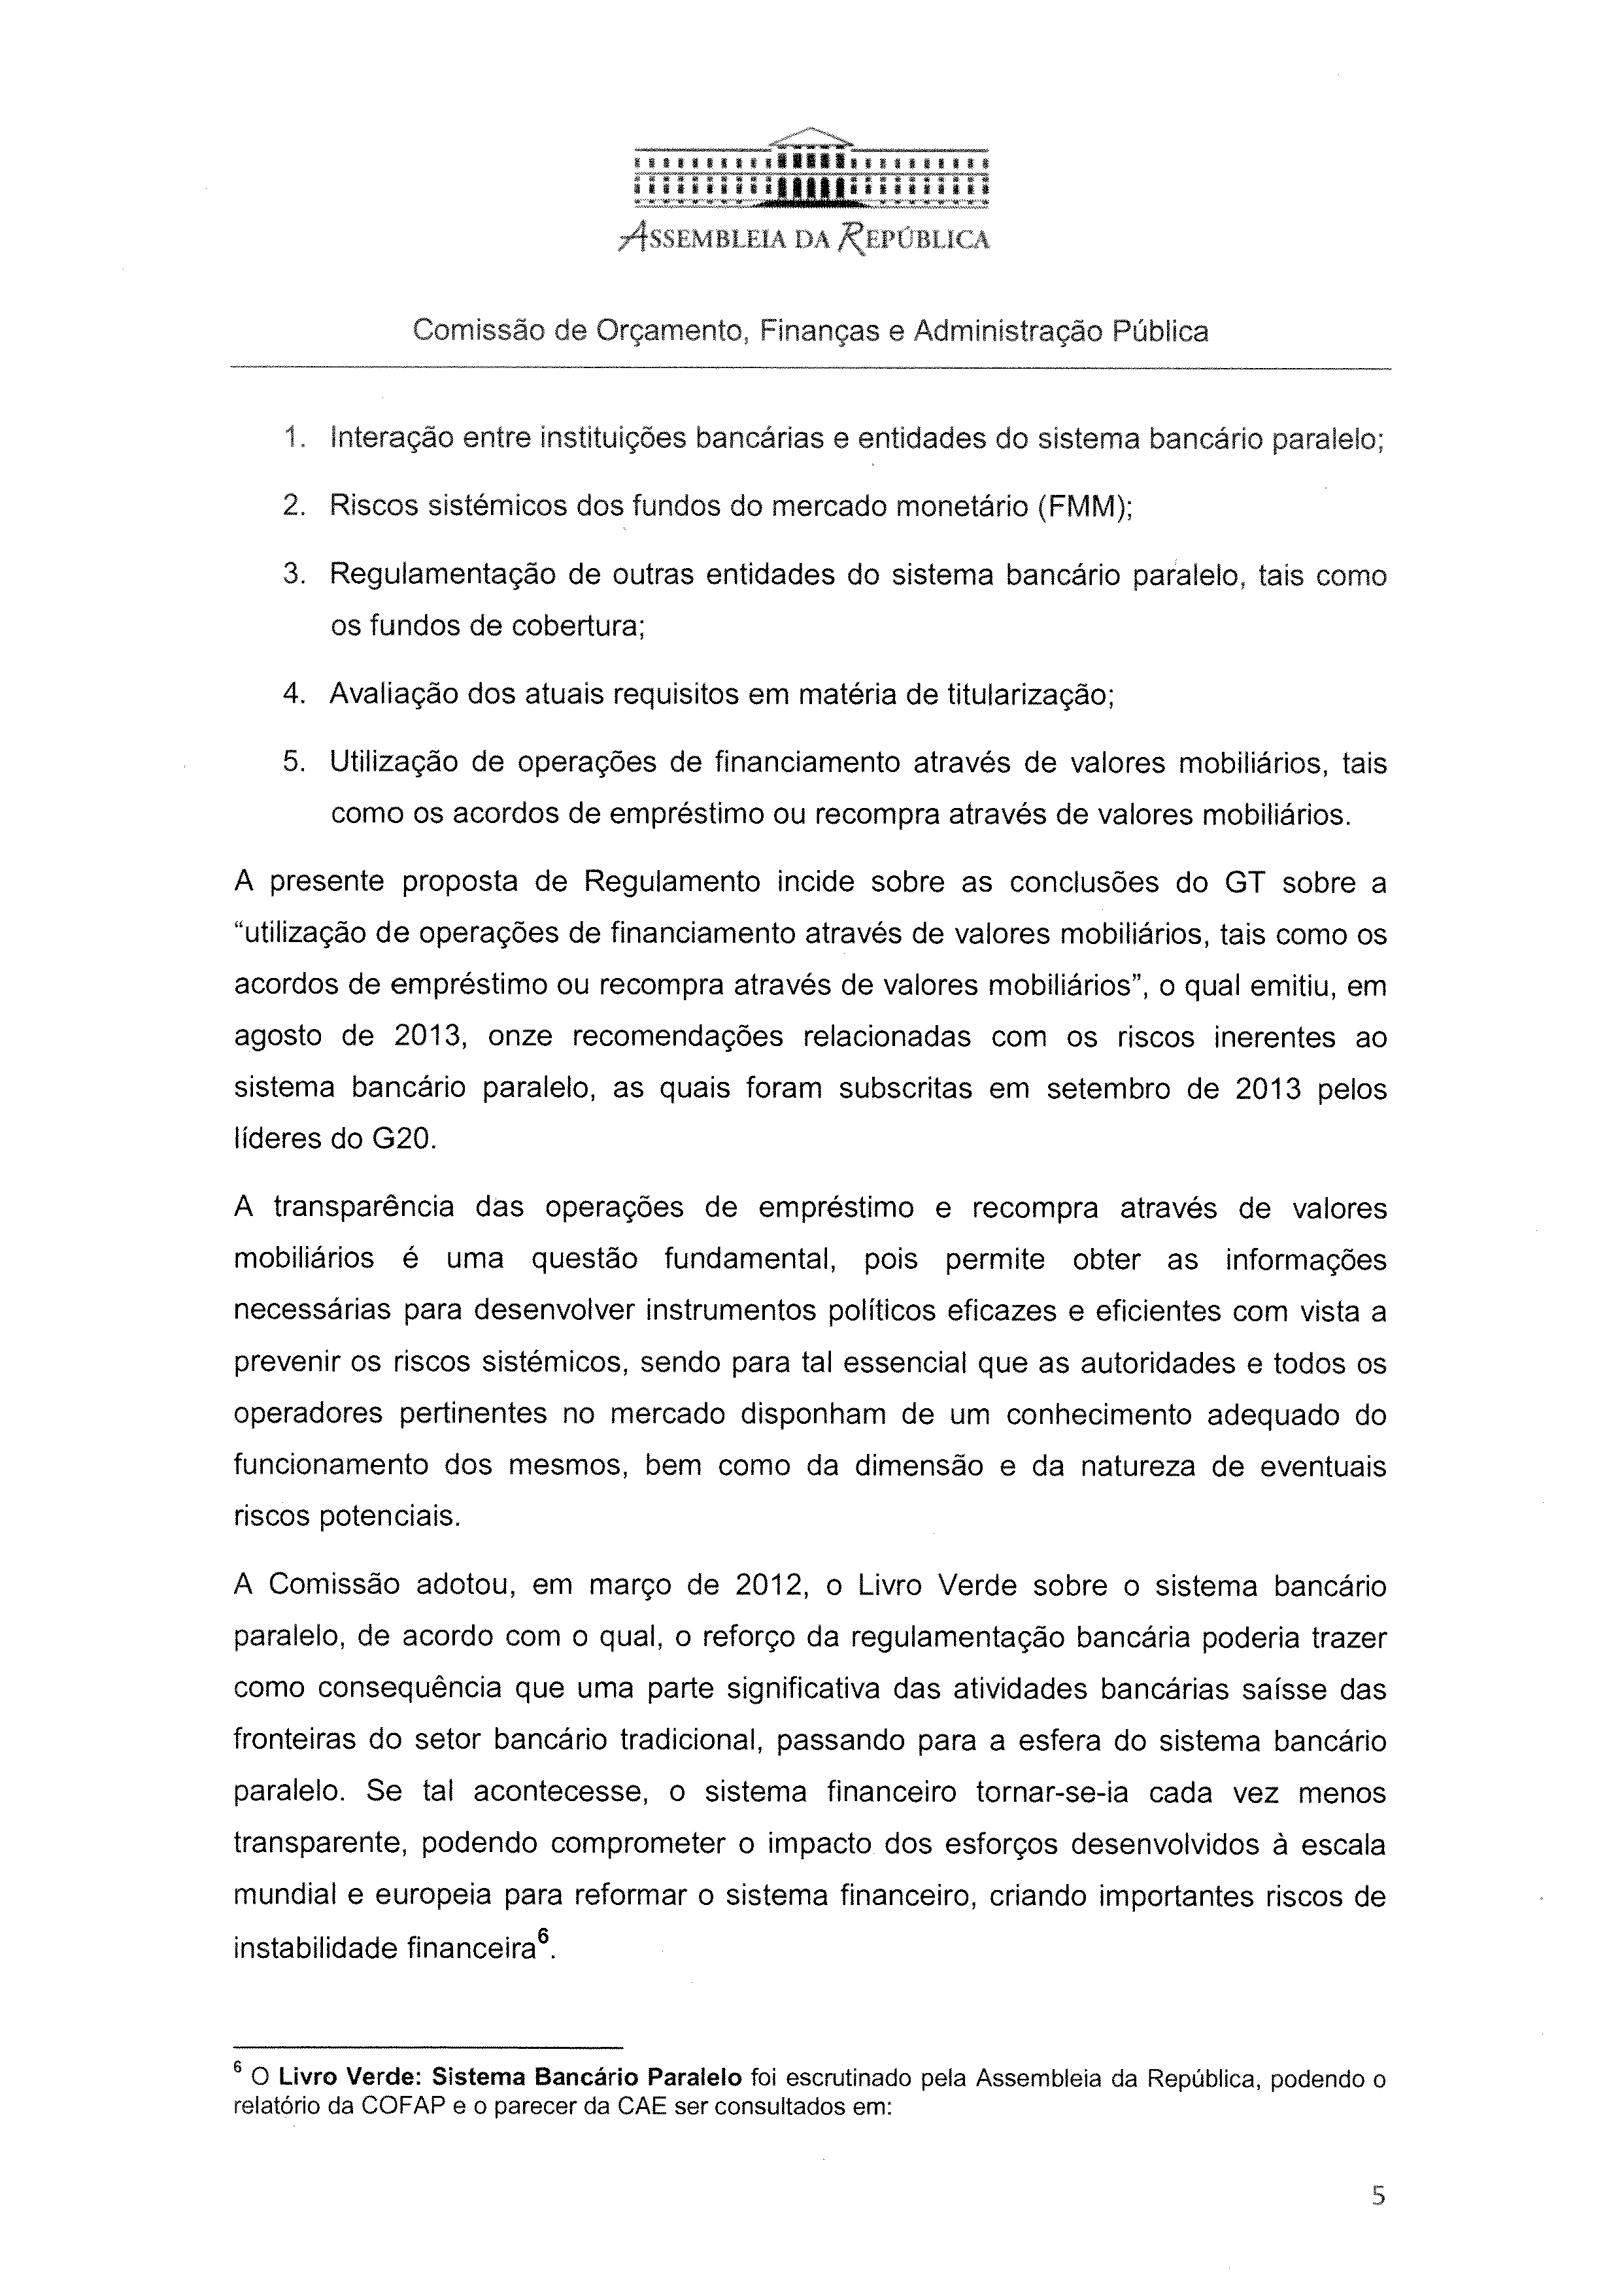 ASSEMBLEIA DA REPÚBLICA
Comissão de Orçamento, Finanças e Administração Pública
1. Interação entre instituições bancárias e entidades do sistema bancário paralelo;
2. Riscos sistémicos dos fundos do mercado monetário (FMM);
3. Regulamentação de outras entidades do sistema bancário paralelo, tais como
os fundos de cobertura;
4. Avaliação dos atuais requisitos em matéria de titularização;
5. Utilização de operações de financiamento através de valores mobiliários, tais
como os acordos de empréstimo ou recompra através de valores mobiliários.
A presente proposta de Regulamento incide sobre as conclusões do GT sobre a
“utilização de operações de financiamento através de valores mobiliários, tais como os
acordos de empréstimo ou recompra através de valores mobiliários”, o qual emitiu, em
agosto de 2013, onze recomendações relacionadas com os riscos inerentes ao
sistema bancário paralelo, as quais foram subscritas em setembro de 2013 pelos
líderes do G20.
A transparência das operações de empréstimo e recompra através de valores
mobiliários é uma questão fundamental, pois permite obter as informações
necessárias para desenvolver instrumentos políticos eficazes e eficientes com vista a
prevenir os riscos sistémicos, sendo para tal essencial que as autoridades e todos os
operadores pertinentes no mercado disponham de um conhecimento adequado do
funcionamento dos mesmos, bem como da dimensão e da natureza de eventuais
riscos potenciais.
A Comissão adotou, em março de 2012, o Livro Verde sobre o sistema bancário
paralelo, de acordo com o qual, o reforço da regulamentação bancária poderia trazer
como consequência que uma parte significativa das atividades bancárias saísse das
fronteiras do setor bancário tradicional, passando para a esfera do sistema bancário
paralelo. Se tal acontecesse, o sistema financeiro tornar-se-ia cada vez menos
transparente, podendo comprometer o impacto dos esforços desenvolvidos à escala
mundial e europeia para reformar o sistema financeiro, criando importantes riscos de
instabilidade financeira⁶.
⁶ O Livro Verde: Sistema Bancário Paralelo foi escrutinado pela Assembleia da República, podendo o
relatório da COFAP e o parecer da CAE ser consultados em:
5